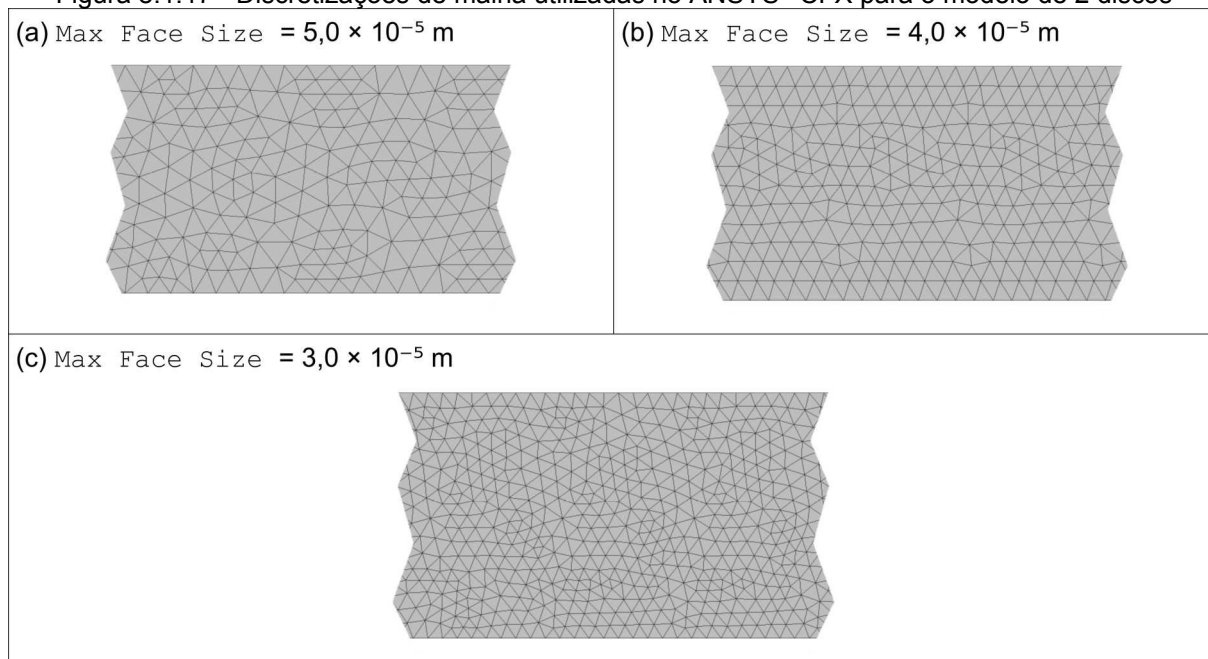 (a) Max Face Size = 5,0 × 10⁻⁵ m
(b) Max Face Size = 4,0 × 10⁻⁵ m
(c) Max Face Size = 3,0 × 10⁻⁵ m